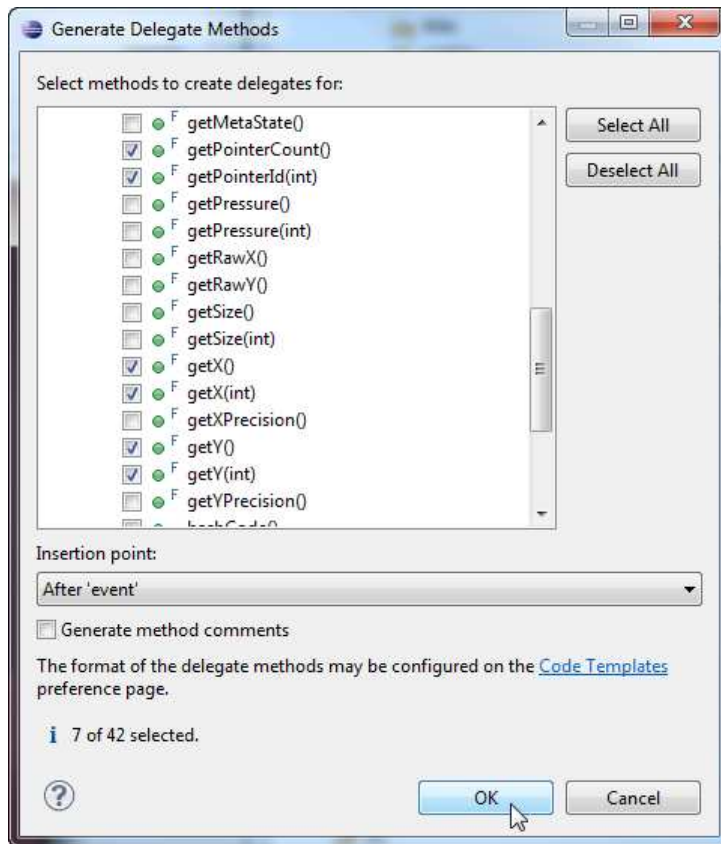 Generate Delegate Methods
Select methods to create delegates for:
F getMetaState()
F getPointerCount()
F getPointerId(int)
F getPressure()
F getPressure(int)
F getRawX()
F getRawY()
F getSize()
F getSize(int)
F getX()
F getX(int)
F getXPrecision()
F getY()
F getY(int)
F getYPrecision()
hashCode()
Select All
Deselect All
Insertion point:
After 'event'
Generate method comments
The format of the delegate methods may be configured on the Code Templates
preference page.
i 7 of 42 selected.
? OK Cancel